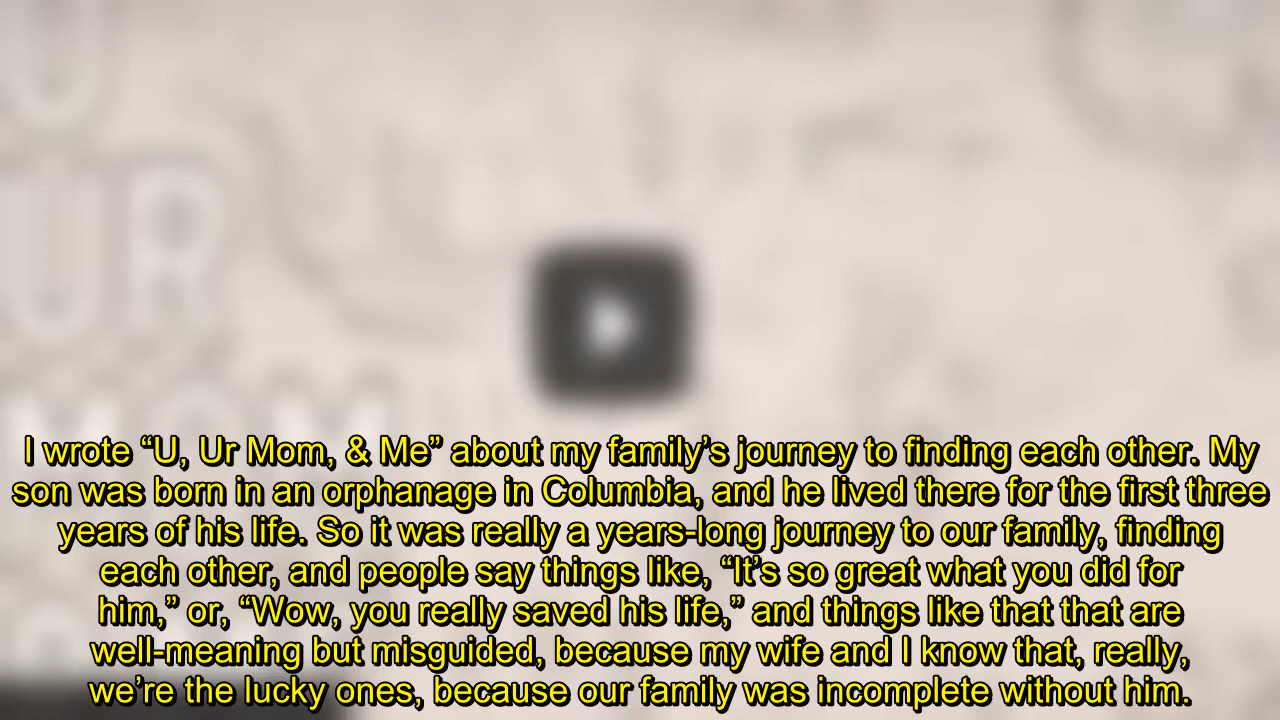 U
UR
MOM
I wrote “U, Ur Mom, & Me” about my family’s journey to finding each other. My
son was born in an orphanage in Columbia, and he lived there for the first three
years of his life. So it was really a years-long journey to our family, finding
each other, and people say things like, “It’s so great what you did for
him,” or, “Wow, you really saved his life,” and things like that that are
well-meaning but misguided, because my wife and I know that, really,
we’re the lucky ones, because our family was incomplete without him.